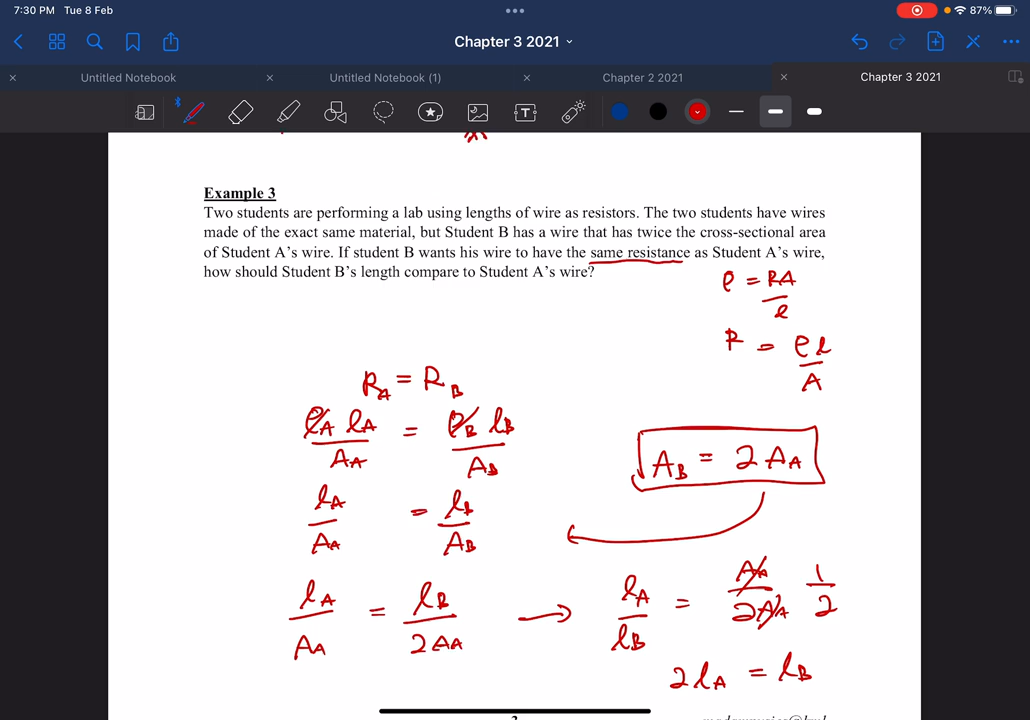 7:30 PM Tue 8 Feb
87%
Chapter 3 2021
Untitled Notebook
Untitled Notebook (1)
Chapter 2 2021
Chapter 3 2021
T
Example 3
Two students are performing a lab using lengths of wire as resistors. The two students have wires
made of the exact same material, but Student B has a wire that has twice the cross-sectional area
of Student A's wire. If student B wants his wire to have the same resistance as Student A's wire,
how should Student B's length compare to Student A's wire?
ρ = RA/l
R = ρl/A
R_A = R_B
ρ_A l_A/A_A = ρ_B l_B/A_B
A_B = 2A_A
l_A/A_A = l_B/A_B
l_A/A_A = l_B/2A_A → l_A/l_B = A_A/2A_A 1/2
2l_A = l_B